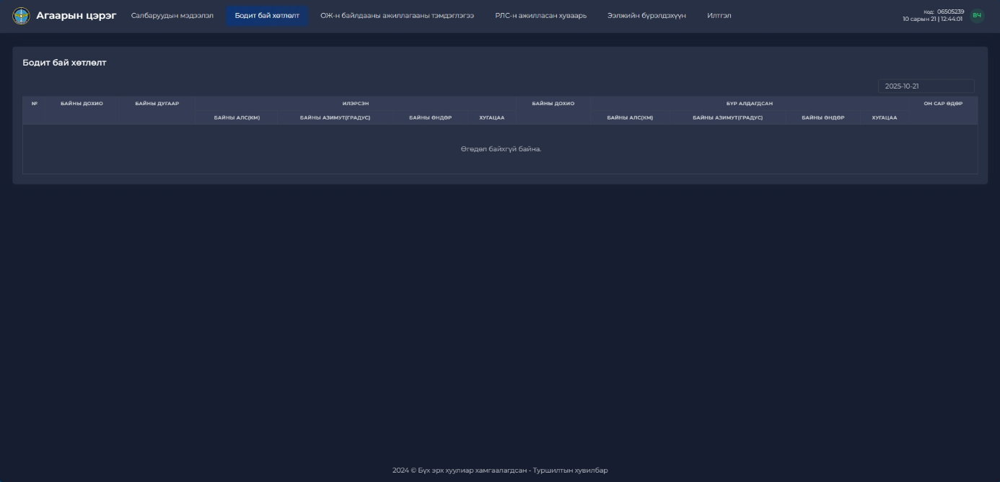 Агаарын цэрэг
Салбаруудын мэдээлэл
Бодит бай хөтлөлт
ОЖ-н байлдааны ажиллагааны тэмдэглэгээ
РЛС-н ажилласан хуваарь
Ээлжийн бүрэлдэхүүн
Илтгэл
Код: 06505239
10 сарын 21 | 12:44:01
ВЧ
Бодит бай хөтлөлт
2025-10-21
№ БАЙНЫ ДОХИО БАЙНЫ ДУГААР ИЛЭРСЭН БАЙНЫ ДОХИО БҮР АЛДАГДСАН ОН САР ӨДӨР
БАЙНЫ АЛС(КМ) БАЙНЫ АЗИМУТ(ГРАДУС) БАЙНЫ ӨНДӨР ХУГАЦАА БАЙНЫ АЛС(КМ) БАЙНЫ АЗИМУТ(ГРАДУС) БАЙНЫ ӨНДӨР ХУГАЦАА
Өгөдөл байхгүй байна.
2024 © Бүх эрх хуулиар хамгаалагдсан - Туршилтын хувилбар